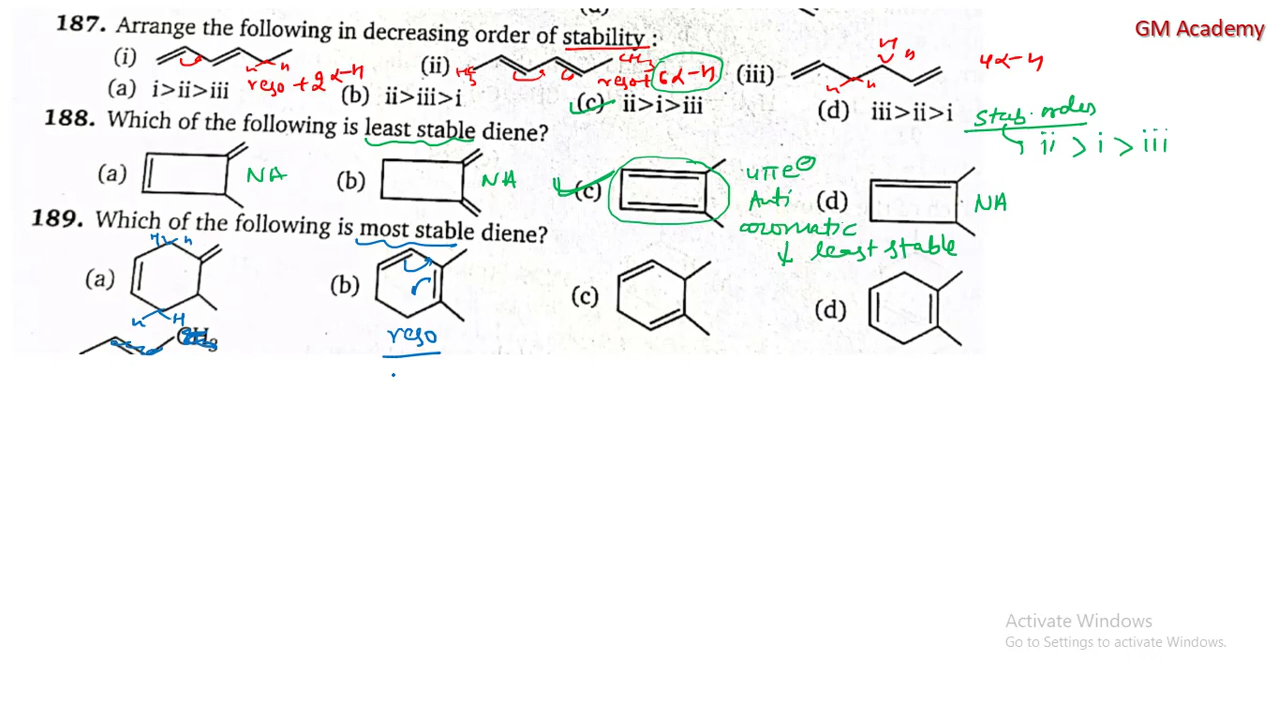 GM Academy
187. Arrange the following in decreasing order of stability :
(i) (ii) (iii)
H H reso + 2α-H
H3 CH3 reso + 6α-H
H H H H 4α-H
(a) i>ii>iii (b) ii>iii>i (c) ii>i>iii (d) iii>ii>i
stab. order
ii > i > iii
188. Which of the following is least stable diene?
(a) NA (b) NA (c) 4πe⊖ (d) NA
Anti
aromatic
↓ least stable
189. Which of the following is most stable diene?
H H
(a) (b) (c) (d)
H H
CH3
reso
Activate Windows
Go to Settings to activate Windows.